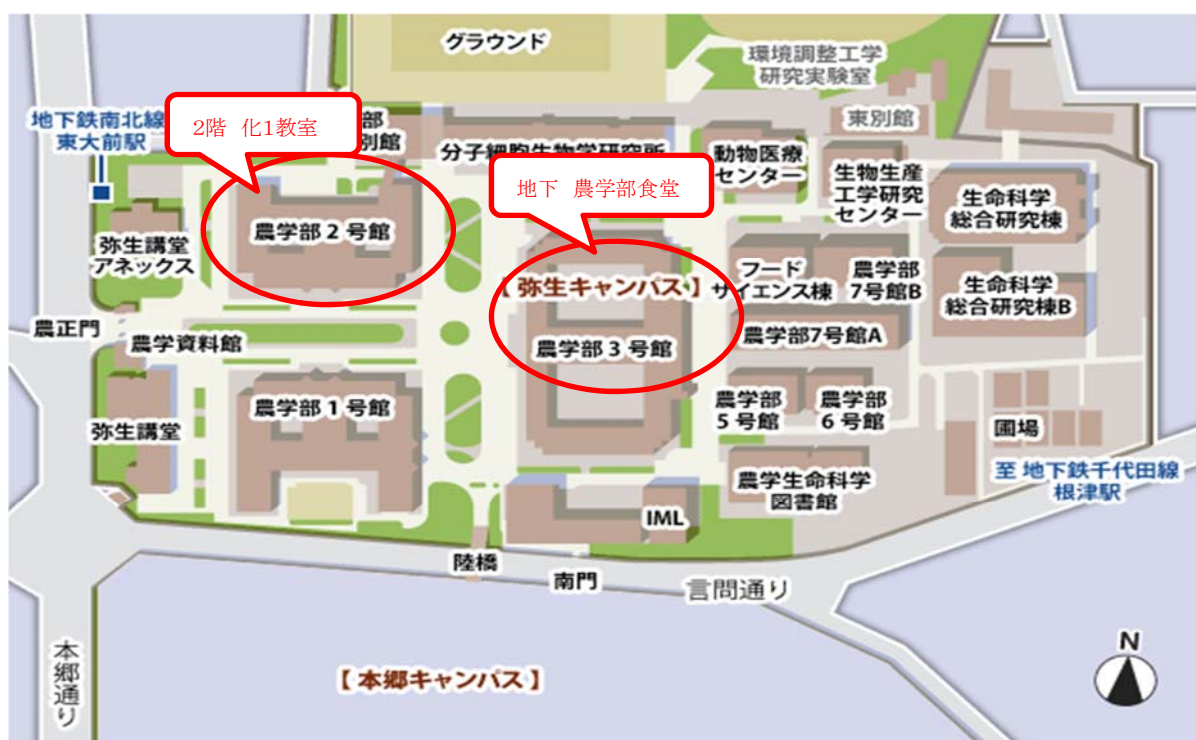 グラウンド
環境調整工学
研究実験室
地下鉄南北線
東大前駅
2階 化1教室
部
別館
分子細胞生物学研究所
動物医療
センター
東別館
生物生産
工学研究
センター
生命科学
総合研究棟
地下 農学部食堂
弥生講堂
アネックス
農学部2号館
【弥生キャンパス】
フード
サイエンス棟
農学部
7号館B
生命科学
総合研究棟B
農正門
農学資料館
農学部3号館
農学部7号館A
弥生講堂
農学部1号館
農学部
5号館
農学部
6号館
圃場
至 地下鉄千代田線
根津駅
農学生命科学
図書館
IML
陸橋
南門
言問通り
本郷通り
【本郷キャンパス】
N